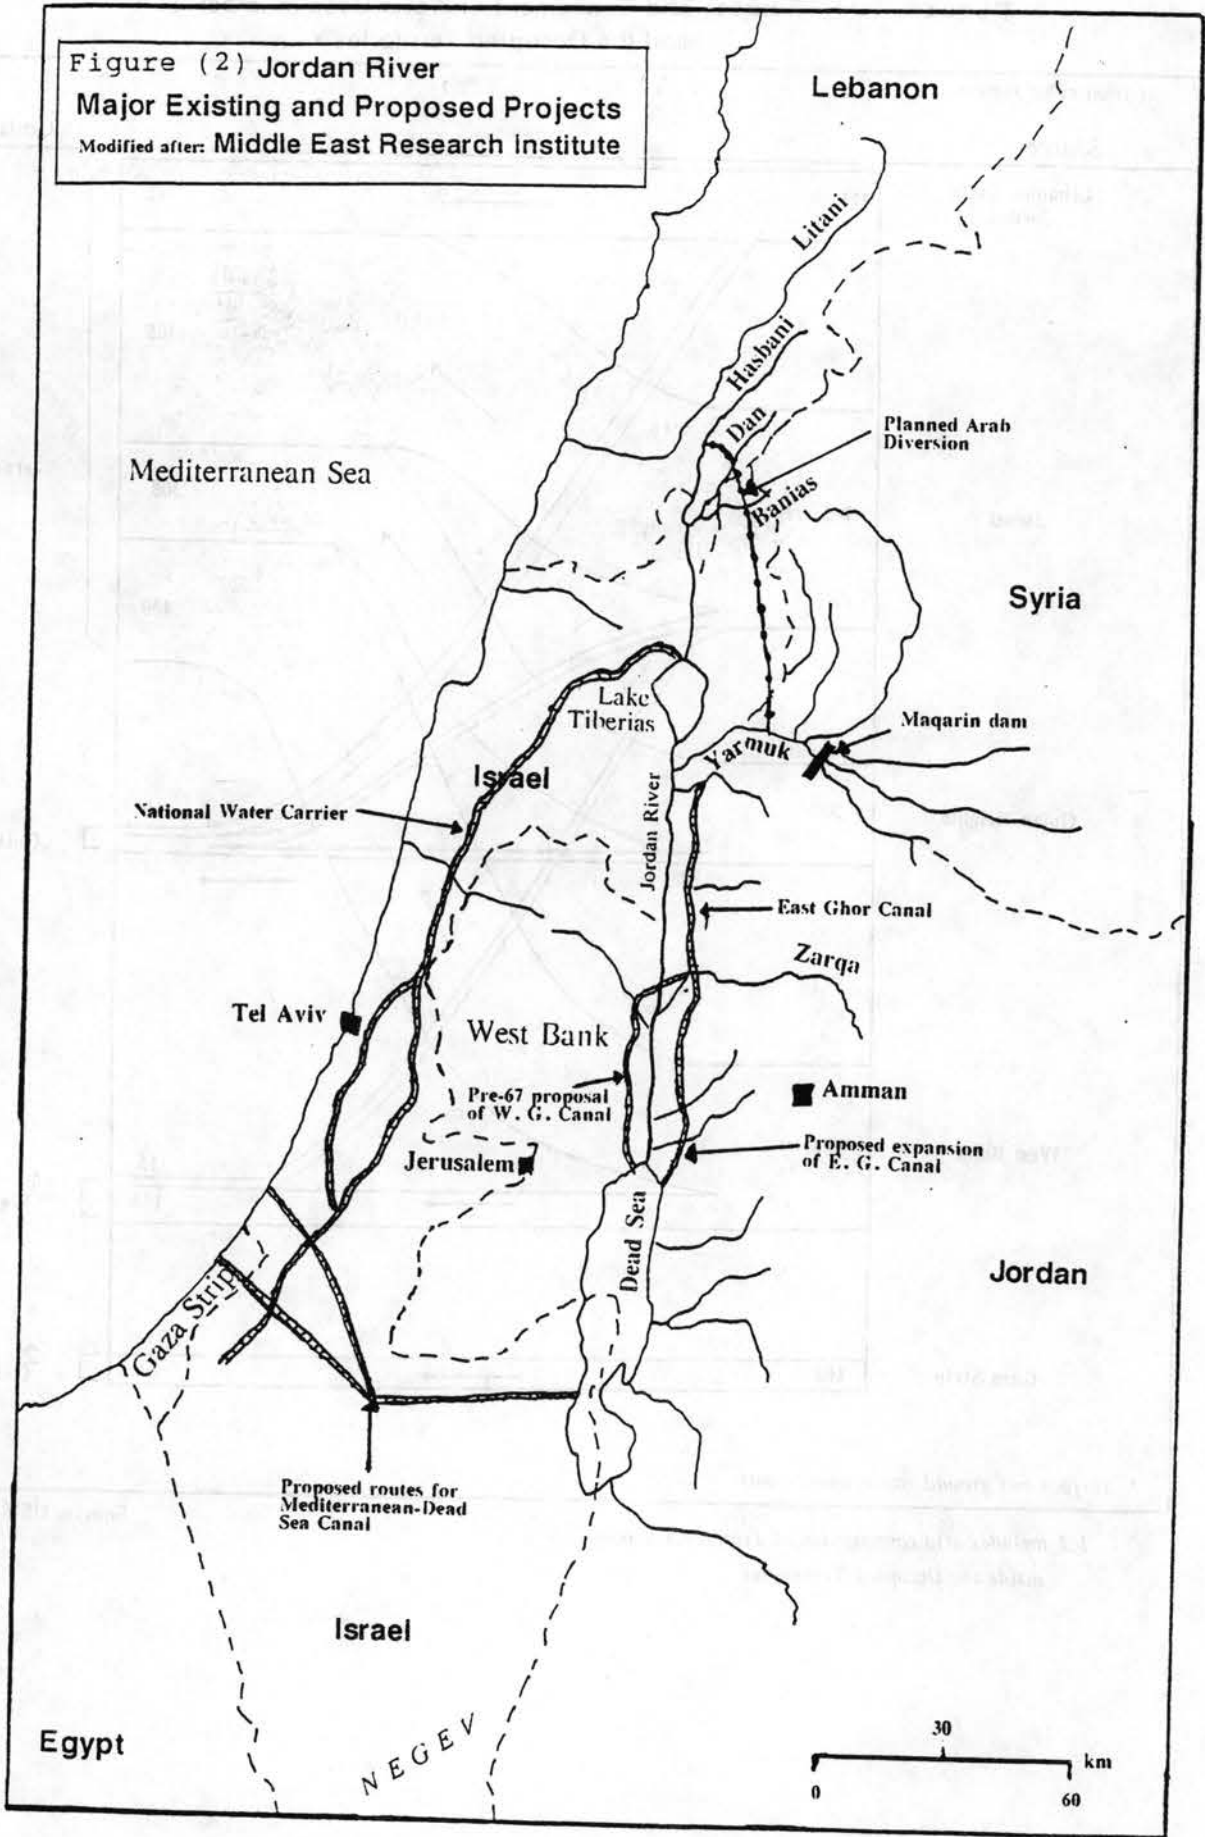 Figure (2) Jordan River
Major Existing and Proposed Projects
Modified after: Middle East Research Institute
Lebanon
Litani
Hasbani
Dan
Planned Arab
Diversion
Mediterranean Sea
Banias
Syria
Lake
Tiberias
Maqarin dam
Yarmuk
Israel
National Water Carrier
Jordan River
East Ghor Canal
Zarqa
Tel Aviv
West Bank
Pre-67 proposal
of W. G. Canal
Amman
Jerusalem
Proposed expansion
of E. G. Canal
Dead Sea
Jordan
Gaza Strip
Proposed routes for
Mediterranean-Dead
Sea Canal
Israel
Egypt
NEGEV
30
km
0
60